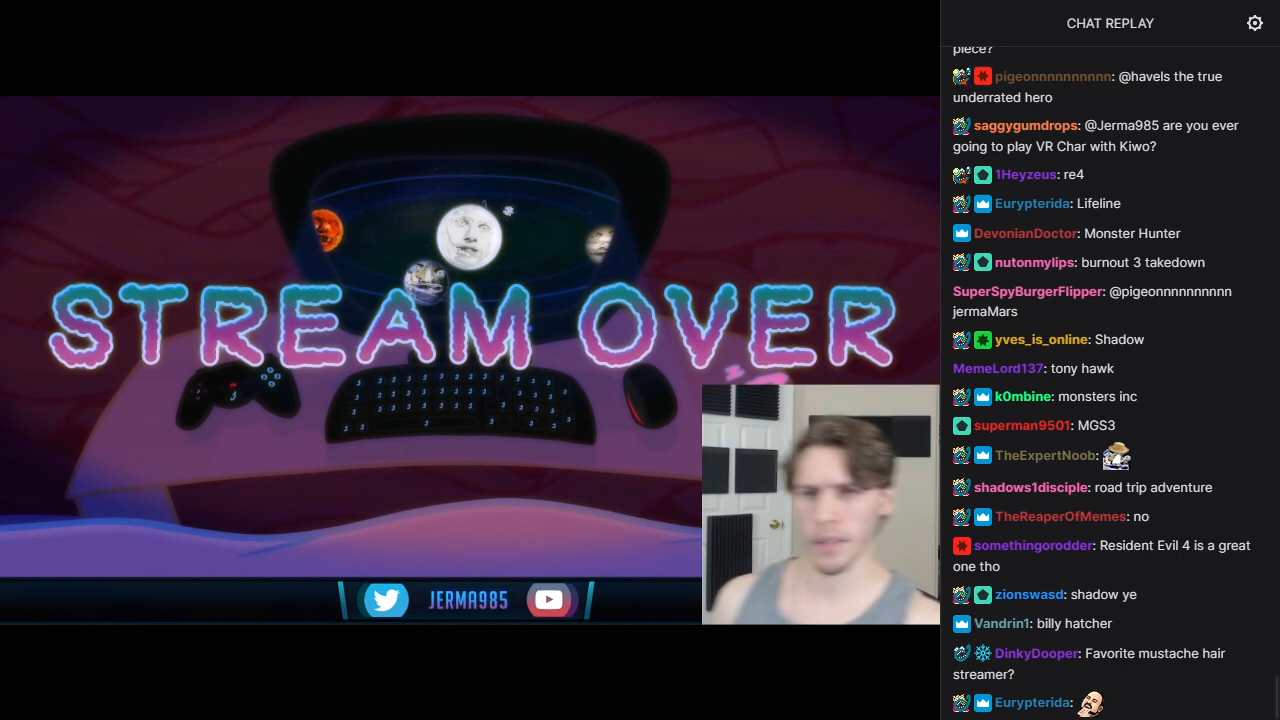 STREAM OVER
JERMA985
CHAT REPLAY
piece?
pigeonnnnnnnnnn: @havels the true
underrated hero
saggygumdrops: @Jerma985 are you ever
going to play VR Char with Kiwo?
1Heyzeus: re4
Eurypterida: Lifeline
DevonianDoctor: Monster Hunter
nutonmylips: burnout 3 takedown
SuperSpyBurgerFlipper: @pigeonnnnnnnnnn
jermaMars
yves_is_online: Shadow
MemeLord137: tony hawk
k0mbine: monsters inc
superman9501: MGS3
TheExpertNoob:
shadows1disciple: road trip adventure
TheReaperOfMemes: no
somethingorodder: Resident Evil 4 is a great
one tho
zionswasd: shadow ye
Vandrin1: billy hatcher
DinkyDooper: Favorite mustache hair
streamer?
Eurypterida: